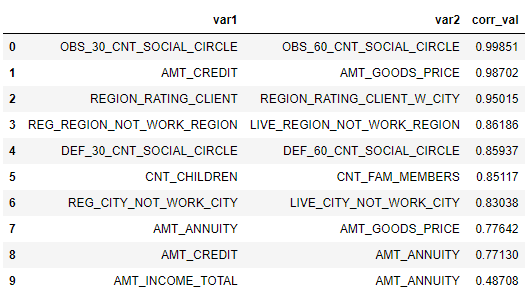 var1 var2 corr_val
0 OBS_30_CNT_SOCIAL_CIRCLE OBS_60_CNT_SOCIAL_CIRCLE 0.99851
1 AMT_CREDIT AMT_GOODS_PRICE 0.98702
2 REGION_RATING_CLIENT REGION_RATING_CLIENT_W_CITY 0.95015
3 REG_REGION_NOT_WORK_REGION LIVE_REGION_NOT_WORK_REGION 0.86186
4 DEF_30_CNT_SOCIAL_CIRCLE DEF_60_CNT_SOCIAL_CIRCLE 0.85937
5 CNT_CHILDREN CNT_FAM_MEMBERS 0.85117
6 REG_CITY_NOT_WORK_CITY LIVE_CITY_NOT_WORK_CITY 0.83038
7 AMT_ANNUITY AMT_GOODS_PRICE 0.77642
8 AMT_CREDIT AMT_ANNUITY 0.77130
9 AMT_INCOME_TOTAL AMT_ANNUITY 0.48708